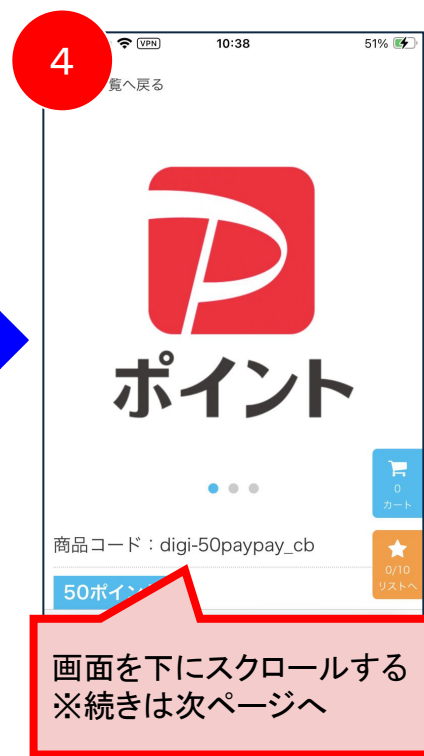 4
VPN 10:38 51%
覧へ戻る
P
ポイント
0
カート
商品コード：digi-50paypay_cb
0/10
リストへ
50ポイン
画面を下にスクロールする
※続きは次ページへ